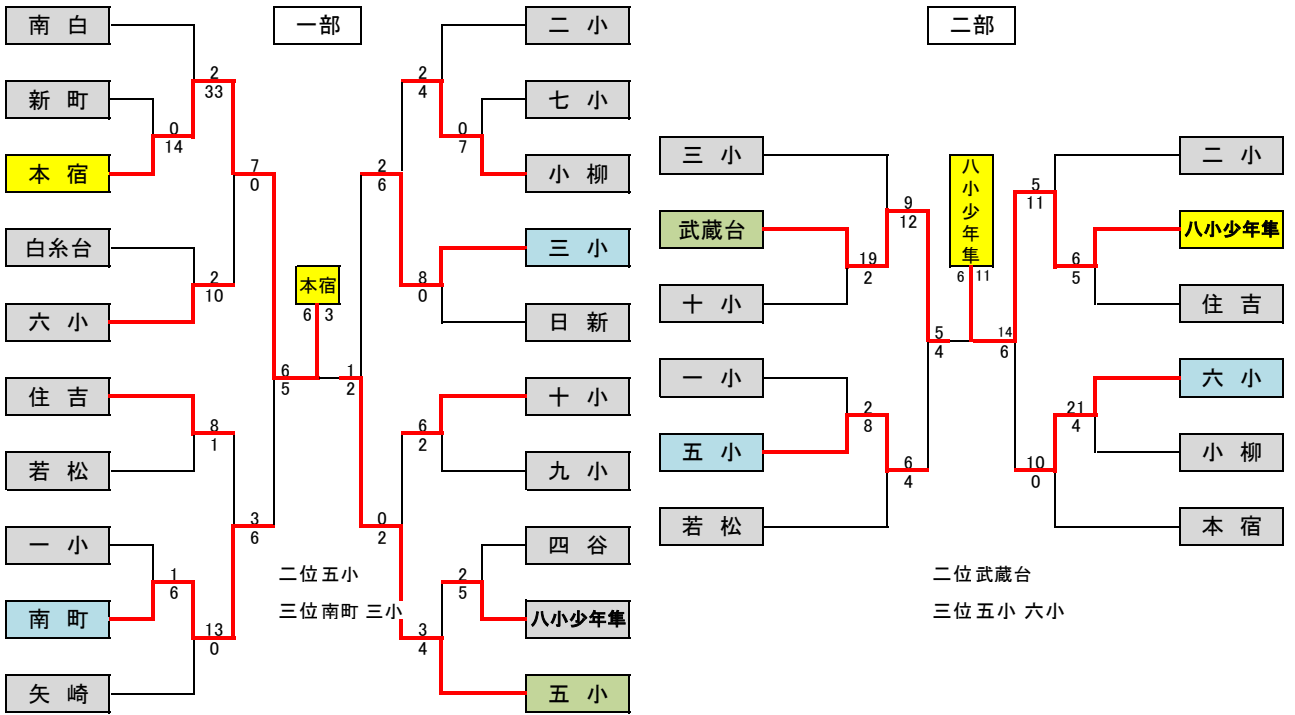 一部
南 白
2
33
新 町
0
14
本 宿
7
0
白糸台
2
10
六 小
本宿
6 3
6
5
住 吉
8
1
若 松
3
6
一 小
1
6
南 町
13
0
矢 崎
二 小
2
4
七 小
0
7
小 柳
2
6
三 小
8
0
日 新
1
2
十 小
6
2
九 小
0
2
四 谷
2
5
八小少年隼
3
4
五 小
二位 五小
三位 南町 三小
二部
三 小
9
12
武蔵台
19
2
十 小
5
4
一 小
2
8
五 小
6
4
若 松
八小少年隼
6 11
二 小
5
11
八小少年隼
6
5
住 吉
14
6
六 小
21
4
小 柳
10
0
本 宿
二位 武蔵台
三位 五小 六小